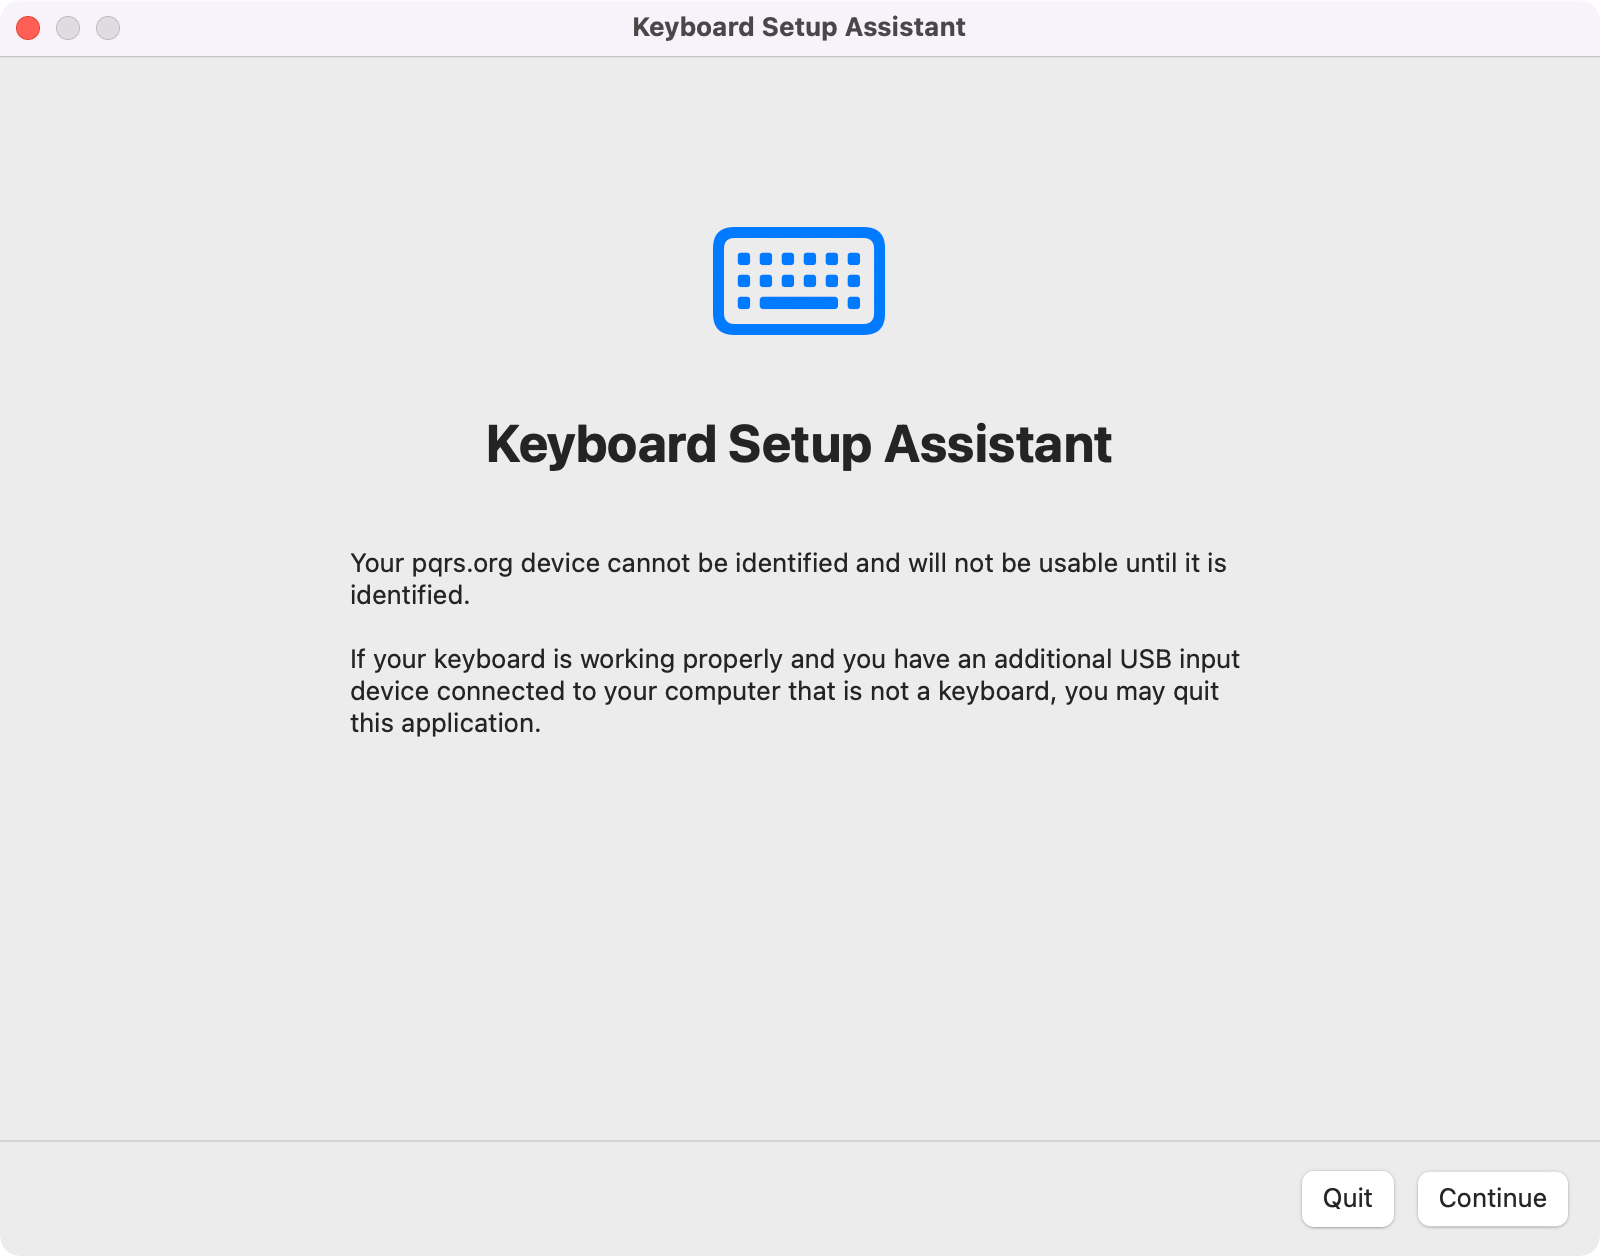 Keyboard Setup Assistant
Keyboard Setup Assistant
Your pqrs.org device cannot be identified and will not be usable until it is
identified.
If your keyboard is working properly and you have an additional USB input
device connected to your computer that is not a keyboard, you may quit
this application.
Quit
Continue